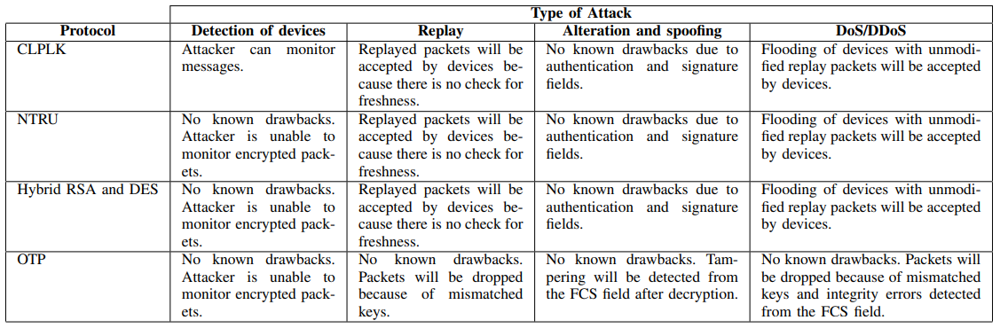 Type of Attack
Protocol
Detection of devices
Replay
Alteration and spoofing
DoS/DDoS
CLPLK
Attacker can monitor
messages.
Replayed packets will be
accepted by devices be-
cause there is no check for
freshness.
No known drawbacks due to
authentication and signature
fields.
Flooding of devices with unmodi-
fied replay packets will be accepted
by devices.
NTRU
No known drawbacks.
Attacker is unable to
monitor encrypted pack-
ets.
Replayed packets will be
accepted by devices be-
cause there is no check for
freshness.
No known drawbacks due to
authentication and signature
fields.
Flooding of devices with unmodi-
fied replay packets will be accepted
by devices.
Hybrid RSA and DES
No known drawbacks.
Attacker is unable to
monitor encrypted pack-
ets.
Replayed packets will be
accepted by devices be-
cause there is no check for
freshness.
No known drawbacks due to
authentication and signature
fields.
Flooding of devices with unmodi-
fied replay packets will be accepted
by devices.
OTP
No known drawbacks.
Attacker is unable to
monitor encrypted pack-
ets.
No known drawbacks.
Packets will be dropped
because of mismatched
keys.
No known drawbacks. Tam-
pering will be detected from
the FCS field after decryption.
No known drawbacks. Packets will
be dropped because of mismatched
keys and integrity errors detected
from the FCS field.